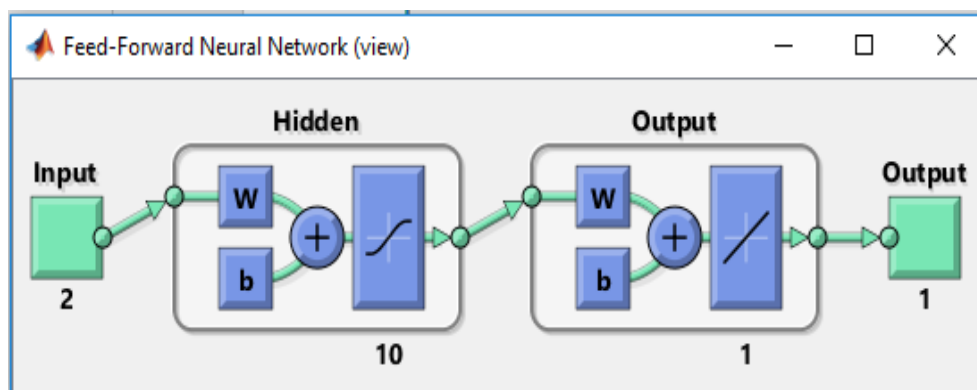 Feed-Forward Neural Network (view)
Hidden
Output
Input
Output
W
W
+
+
b
b
2
1
10
1